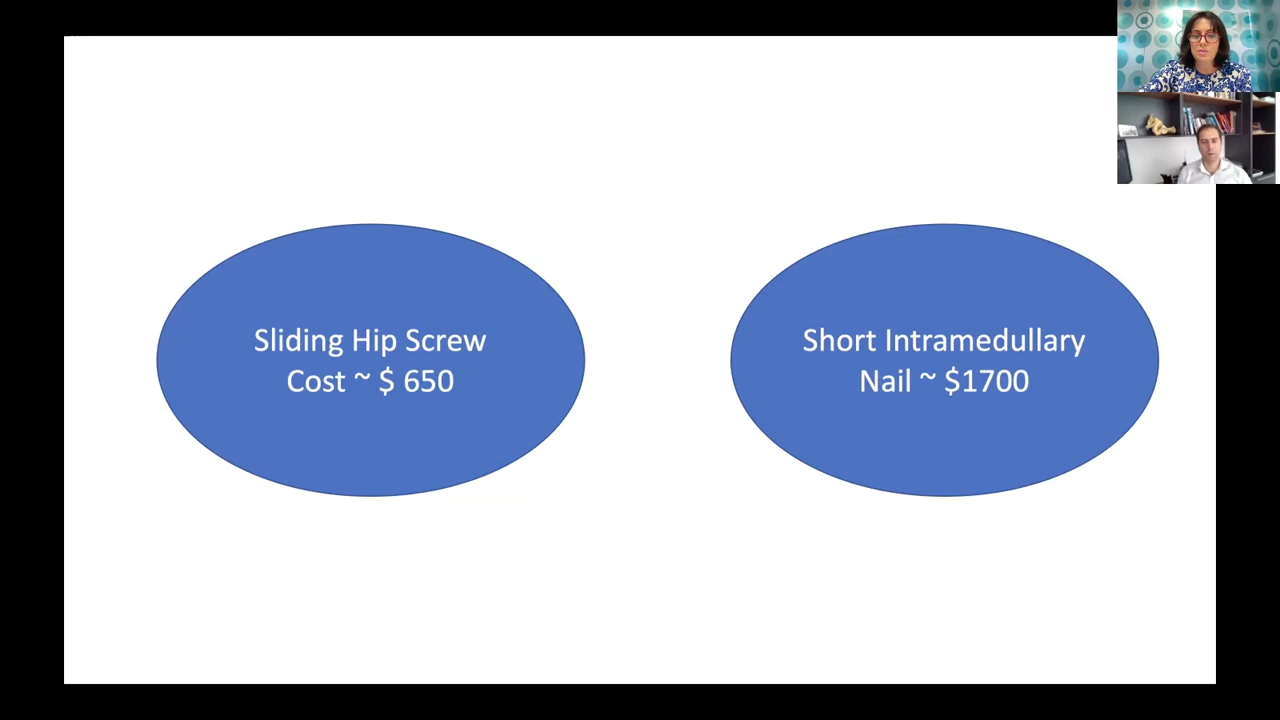 Sliding Hip Screw
Cost ~ $ 650
Short Intramedullary
Nail ~ $1700